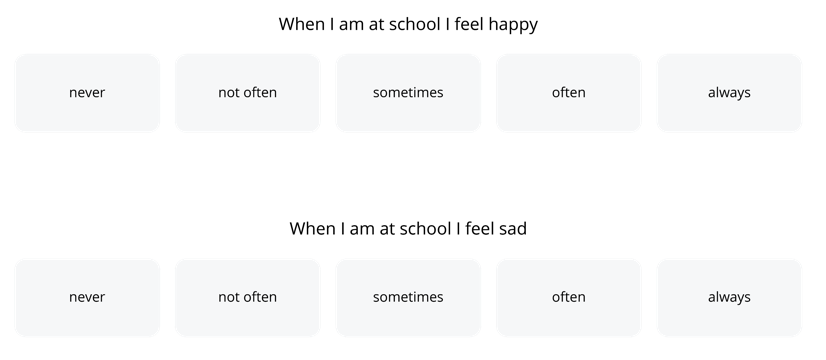 When I am at school I feel happy
never not often sometimes often always
When I am at school I feel sad
never not often sometimes often always